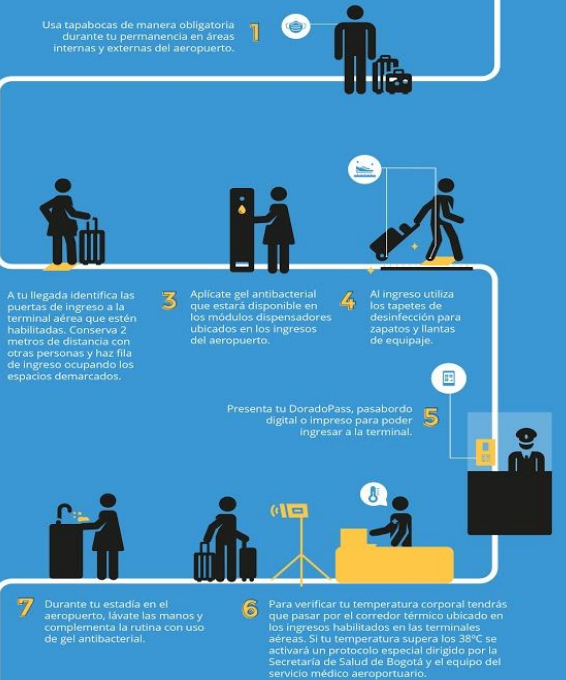 1
Usa tapabocas de manera obligatoria
durante tu permanencia en áreas
internas y externas del aeropuerto.
A tu llegada identifica las
puertas de ingreso a la
terminal aérea que estén
habilitadas. Conserva 2
metros de distancia con
otras personas y haz fila
de ingreso ocupando los
espacios demarcados.
3
Aplícate gel antibacterial
que estará disponible en
los módulos dispensadores
ubicados en los ingresos
del aeropuerto.
4
Al ingreso utiliza
los tapetes de
desinfección para
zapatos y llantas
de equipaje.
5
Presenta tu DoradoPass, pasabordo
digital o impreso para poder
ingresar a la terminal.
6
Para verificar tu temperatura corporal tendrás
que pasar por el corredor térmico ubicado en
los ingresos habilitados en las terminales
aéreas. Si tu temperatura supera los 38ºC se
activará un protocolo especial dirigido por la
Secretaría de Salud de Bogotá y el equipo del
servicio médico aeroportuario.
7
Durante tu estadía en el
aeropuerto, lávate las manos y
complementa la rutina con uso
de gel antibacterial.